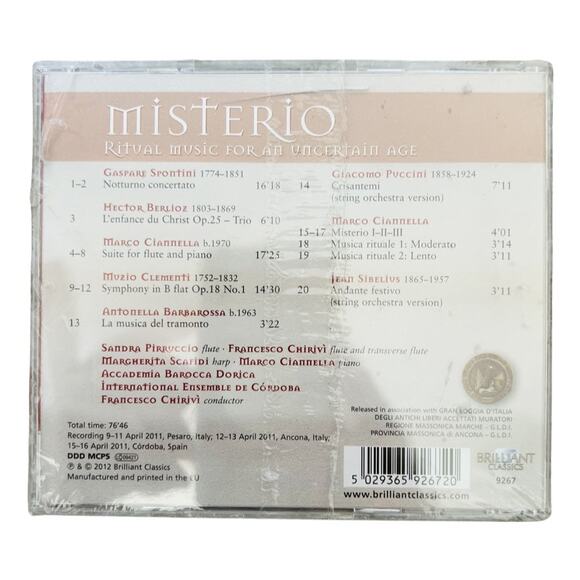 MISTERIO
RITUAL MUSIC FOR AN UNCERTAIN AGE
GASPARE SPONTINI 1774–1851
1–2 Notturno concertato 16'18
HECTOR BERLIOZ 1803–1869
3 L'enfance du Christ Op.25 – Trio 6'10
MARCO CIANNELLA b.1970
4–8 Suite for flute and piano 17'25
MUZIO CLEMENTI 1752–1832
9–12 Symphony in B flat Op.18 No.1 14'30
ANTONELLA BARBAROSSA b.1963
13 La musica del tramonto 3'22
GIACOMO PUCCINI 1858–1924
14 Crisantemi 7'11
(string orchestra version)
MARCO CIANNELLA
15–17 Misterio I–II–III 4'01
18 Musica rituale 1: Moderato 3'14
19 Musica rituale 2: Lento 3'11
JEAN SIBELIUS 1865–1957
20 Andante festivo 3'11
(string orchestra version)
SANDRA PIRRUCCIO flute · FRANCESCO CHIRIVÌ flute and transverse flute
MARGHERITA SCAFIDI harp · MARCO CIANNELLA piano
ACCADEMIA BAROCCA DORICA
INTERNATIONAL ENSEMBLE DE CÓRDOBA
FRANCESCO CHIRIVÌ conductor
Total time: 76'46
Recording 9–11 April 2011, Pesaro, Italy; 12–13 April 2011, Ancona, Italy;
15–16 April 2011, Córdoba, Spain
DDD MCPS
℗ & © 2012 Brilliant Classics
Manufactured and printed in the EU
Released in association with GRAN LOGGIA D'ITALIA
DEGLI ANTICHI LIBERI ACCETTATI MURATORI
REGIONE MASSONICA MARCHE – G.L.D.I.
PROVINCIA MASSONICA di ANCONA – G.L.D.I.
5 029365 926720
www.brilliantclassics.com
BRILLIANT
CLASSICS
9267